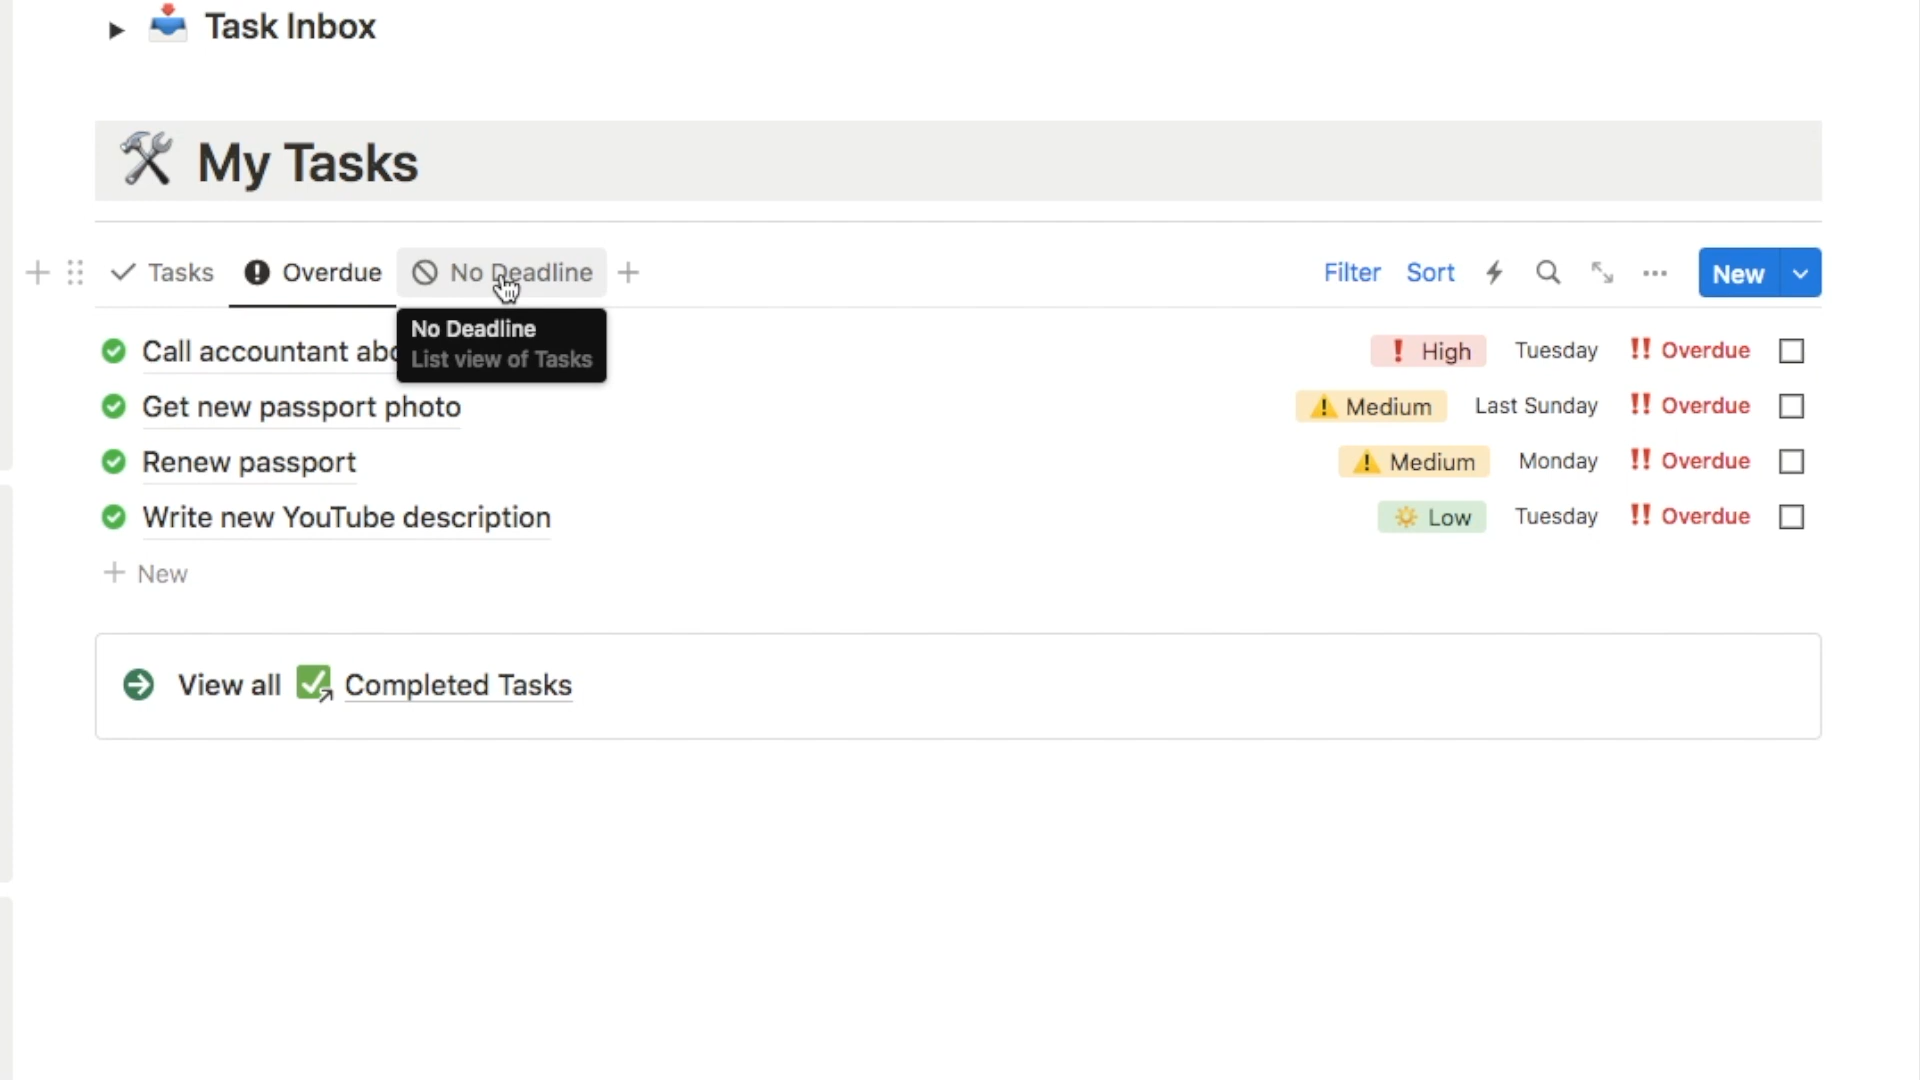 Task Inbox
My Tasks
Tasks Overdue No Deadline Filter Sort New
No Deadline
List view of Tasks
Call accountant High Tuesday !! Overdue
Get new passport photo Medium Last Sunday !! Overdue
Renew passport Medium Monday !! Overdue
Write new YouTube description Low Tuesday !! Overdue
+ New
View all Completed Tasks